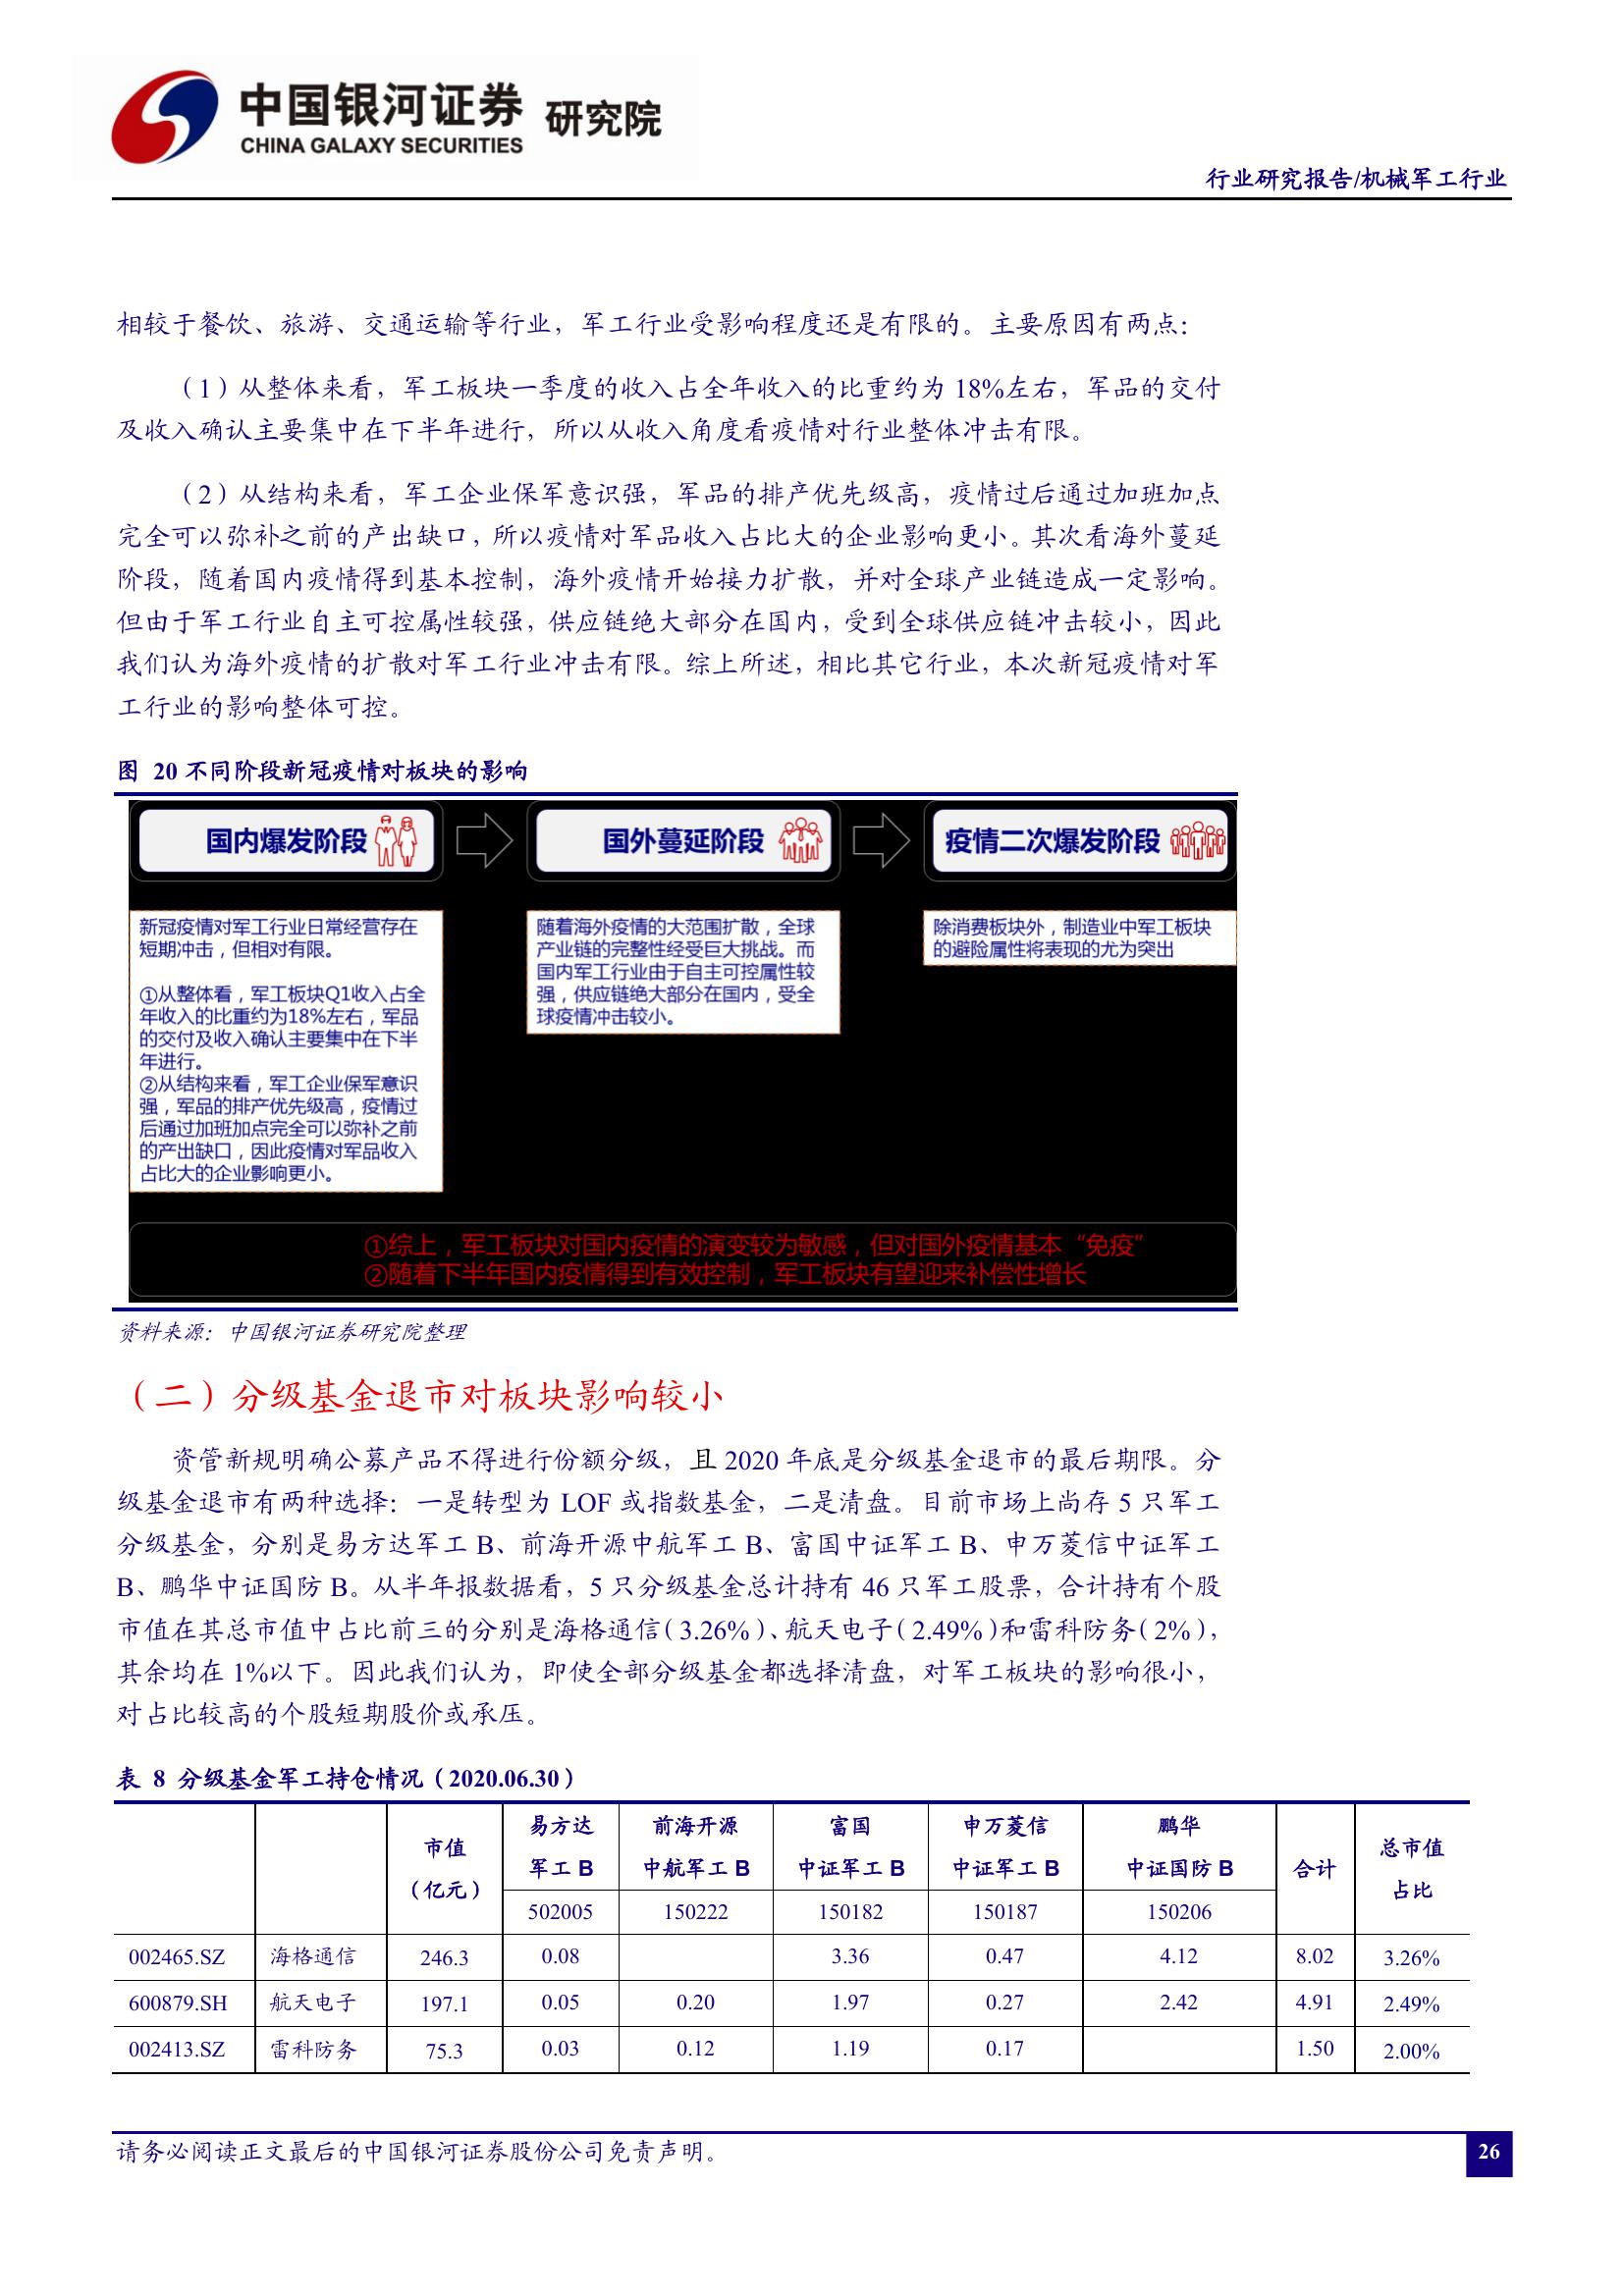 中国银河证券 研究院
CHINA GALAXY SECURITIES
行业研究报告/机械军工行业
相较于餐饮、旅游、交通运输等行业，军工行业受影响程度还是有限的。主要原因有两点：
（1）从整体来看，军工板块一季度的收入占全年收入的比重约为 18%左右，军品的交付
及收入确认主要集中在下半年进行，所以从收入角度看疫情对行业整体冲击有限。
（2）从结构来看，军工企业保军意识强，军品的排产优先级高，疫情过后通过加班加点
完全可以弥补之前的产出缺口，所以疫情对军品收入占比大的企业影响更小。其次看海外蔓延
阶段，随着国内疫情得到基本控制，海外疫情开始接力扩散，并对全球产业链造成一定影响。
但由于军工行业自主可控属性较强，供应链绝大部分在国内，受到全球供应链冲击较小，因此
我们认为海外疫情的扩散对军工行业冲击有限。综上所述，相比其它行业，本次新冠疫情对军
工行业的影响整体可控。
图 20 不同阶段新冠疫情对板块的影响
国内爆发阶段
国外蔓延阶段
疫情二次爆发阶段
新冠疫情对军工行业日常经营存在
短期冲击，但相对有限。
①从整体看，军工板块Q1收入占全
年收入的比重约为18%左右，军品
的交付及收入确认主要集中在下半
年进行。
②从结构来看，军工企业保军意识
强，军品的排产优先级高，疫情过
后通过加班加点完全可以弥补之前
的产出缺口，因此疫情对军品收入
占比大的企业影响更小。
随着海外疫情的大范围扩散，全球
产业链的完整性经受巨大挑战。而
国内军工行业由于自主可控属性较
强，供应链绝大部分在国内，受全
球疫情冲击较小。
除消费板块外，制造业中军工板块
的避险属性将表现的尤为突出
①综上，军工板块对国内疫情的演变较为敏感，但对国外疫情基本“免疫”
②随着下半年国内疫情得到有效控制，军工板块有望迎来补偿性增长
资料来源：中国银河证券研究院整理
（二）分级基金退市对板块影响较小
资管新规明确公募产品不得进行份额分级，且 2020 年底是分级基金退市的最后期限。分
级基金退市有两种选择：一是转型为 LOF 或指数基金，二是清盘。目前市场上尚存 5 只军工
分级基金，分别是易方达军工 B、前海开源中航军工 B、富国中证军工 B、申万菱信中证军工
B、鹏华中证国防 B。从半年报数据看，5 只分级基金总计持有 46 只军工股票，合计持有个股
市值在其总市值中占比前三的分别是海格通信（3.26%）、航天电子（2.49%）和雷科防务（2%），
其余均在 1%以下。因此我们认为，即使全部分级基金都选择清盘，对军工板块的影响很小，
对占比较高的个股短期股价或承压。
表 8 分级基金军工持仓情况（2020.06.30）
市值（亿元） 易方达军工 B 前海开源中航军工 B 富国中证军工 B 申万菱信中证军工 B 鹏华中证国防 B 合计 总市值占比
502005 150222 150182 150187 150206
002465.SZ 海格通信 246.3 0.08 3.36 0.47 4.12 8.02 3.26%
600879.SH 航天电子 197.1 0.05 0.20 1.97 0.27 2.42 4.91 2.49%
002413.SZ 雷科防务 75.3 0.03 0.12 1.19 0.17 1.50 2.00%
请务必阅读正文最后的中国银河证券股份公司免责声明。
26